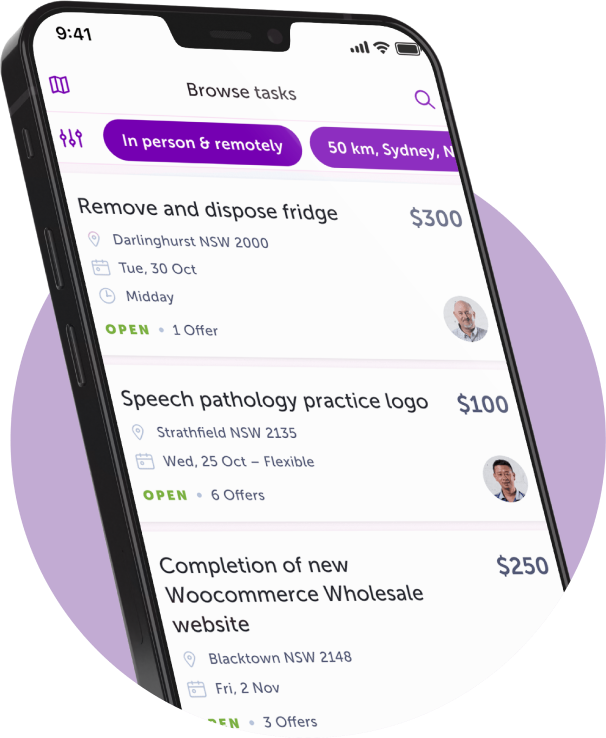 9:41
Browse tasks
In person & remotely
50 km, Sydney,
Remove and dispose fridge
$300
Darlinghurst NSW 2000
Tue, 30 Oct
Midday
OPEN • 1 Offer
Speech pathology practice logo
$100
Strathfield NSW 2135
Wed, 25 Oct – Flexible
OPEN • 6 Offers
Completion of new
$250
Woocommerce Wholesale
website
Blacktown NSW 2148
Fri, 2 Nov
• 3 Offers